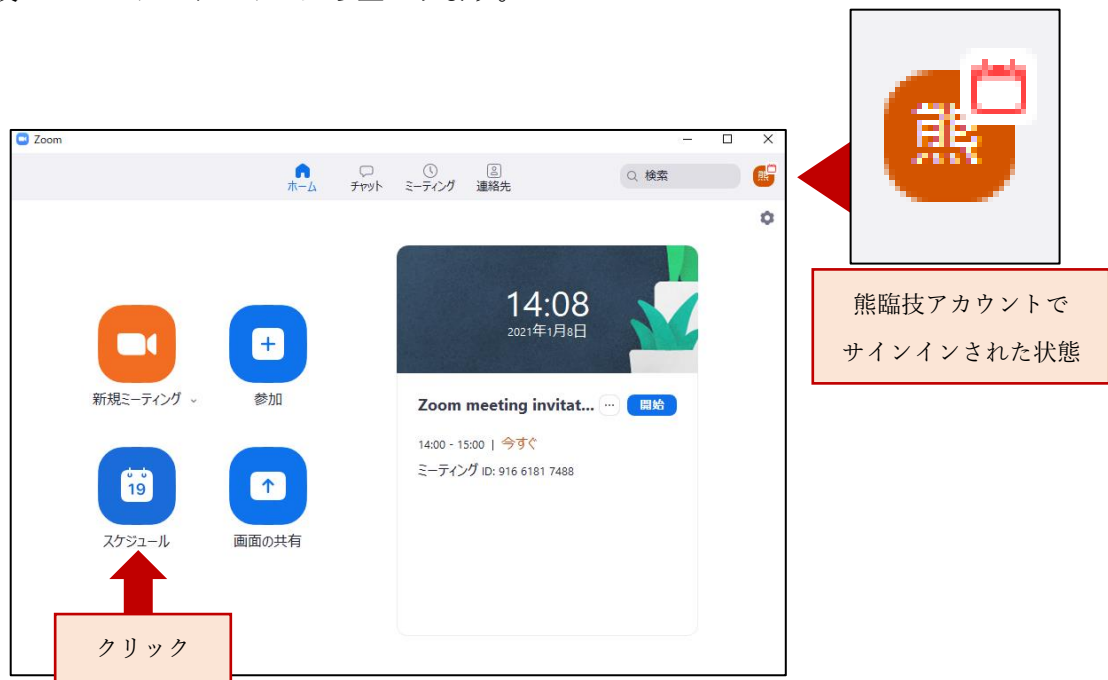 Zoom
ホーム
チャット
ミーティング
連絡先
検索
熊
熊
熊臨技アカウントで
サインインされた状態
14:08
2021年1月8日
新規ミーティング
参加
Zoom meeting invitat... ... 開始
14:00 - 15:00 | 今すぐ
ミーティング ID: 916 6181 7488
19
スケジュール
画面の共有
クリック